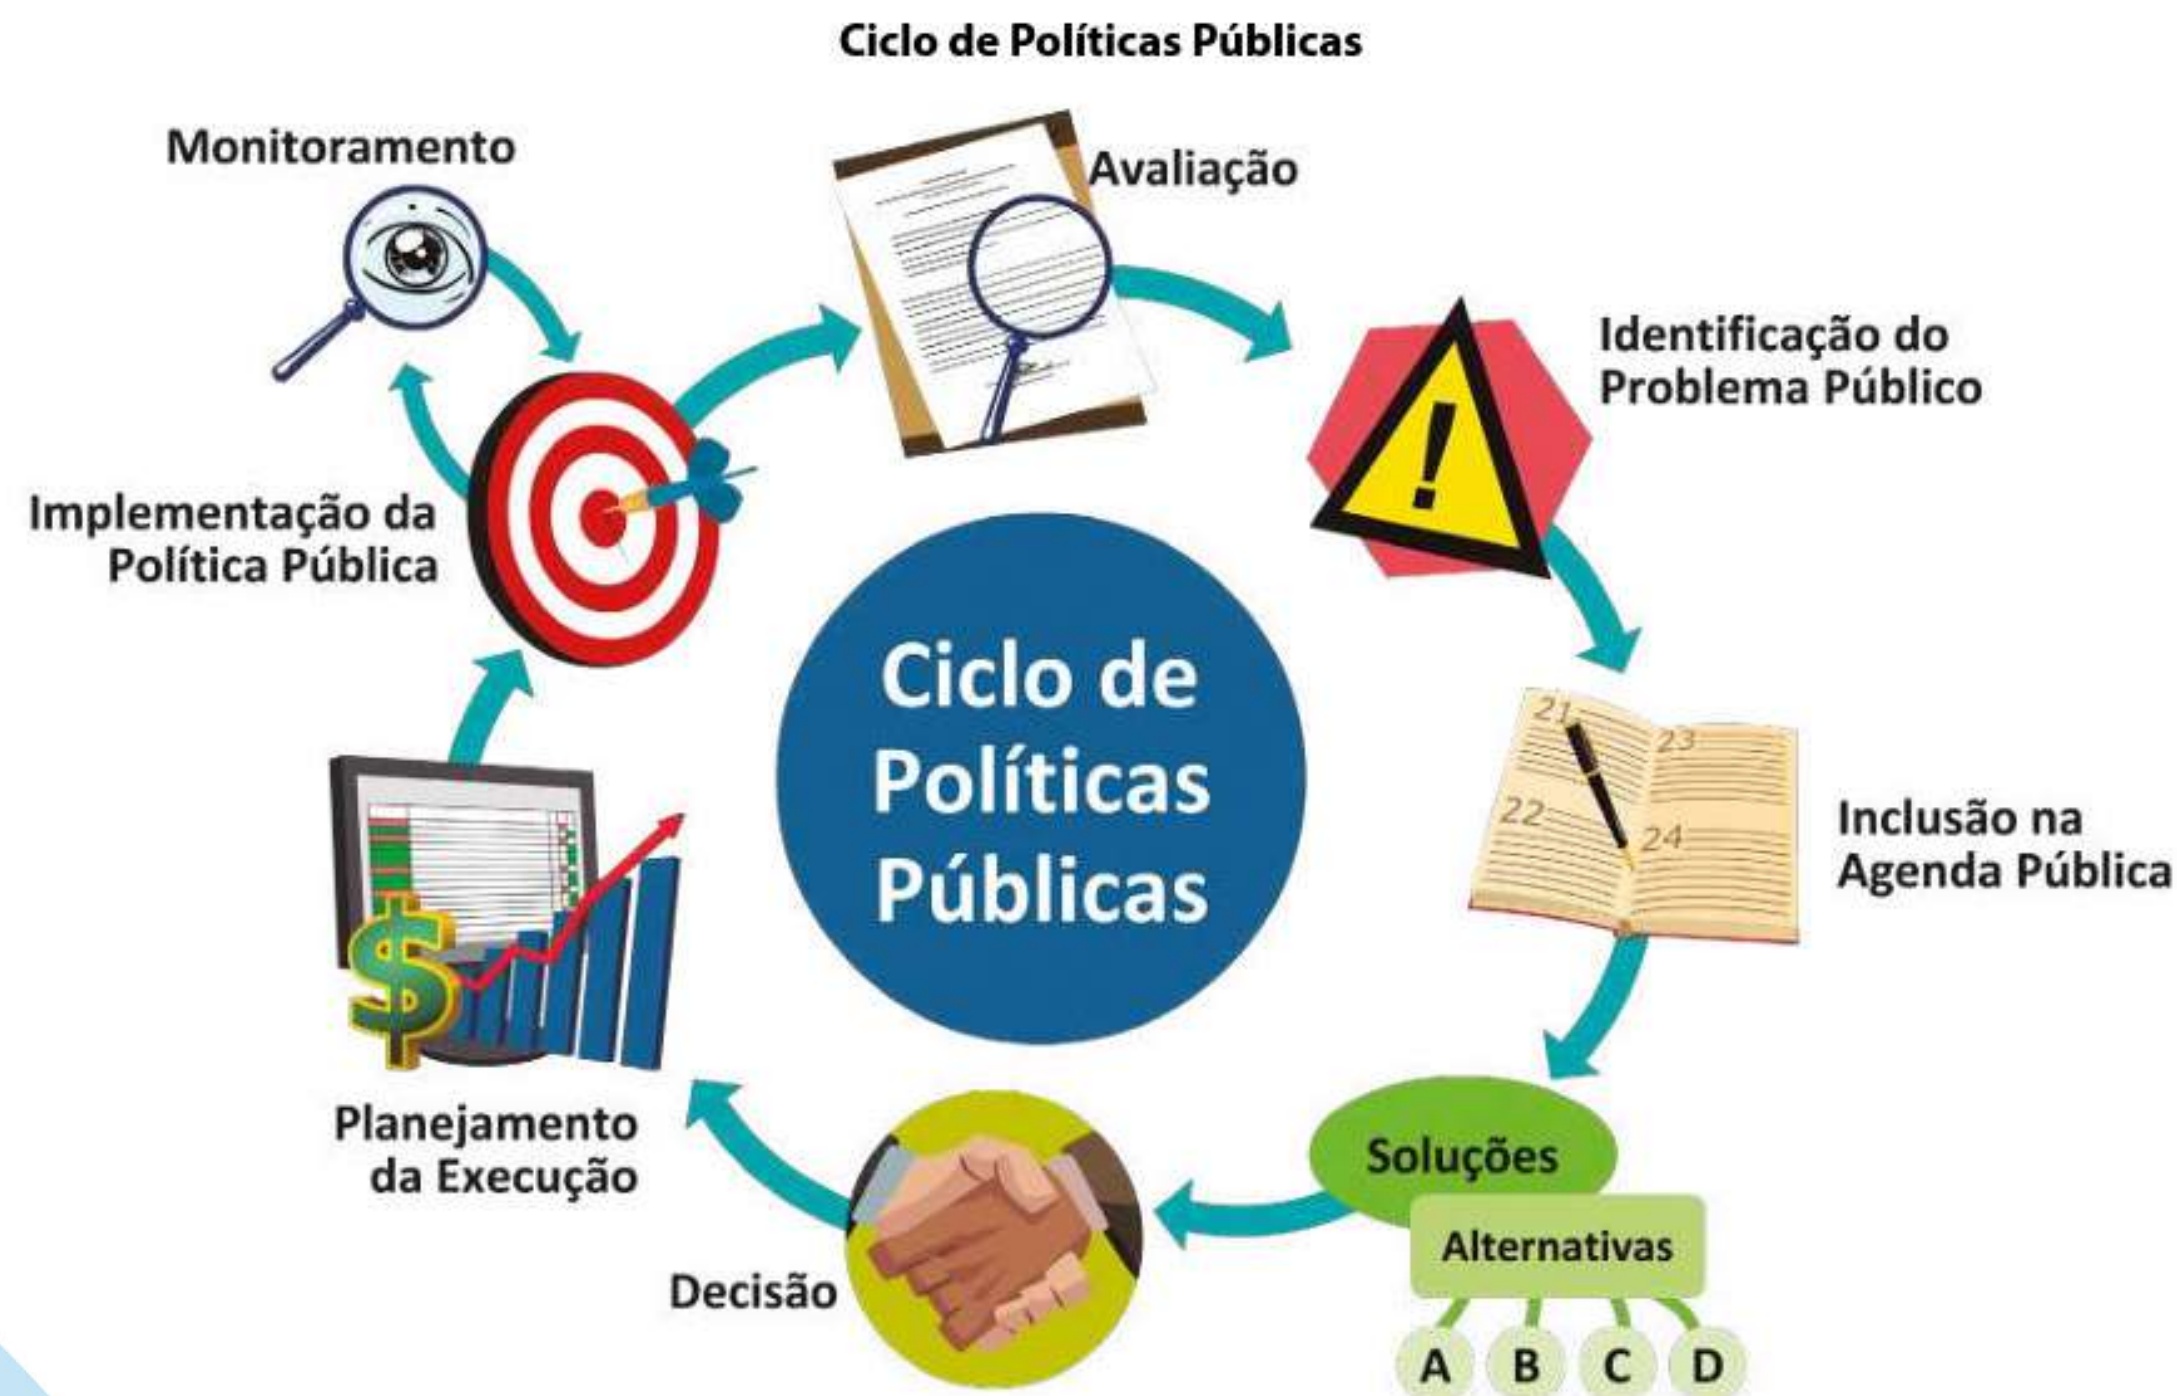 Ciclo de Políticas Públicas
Monitoramento
Avaliação
Identificação do
Problema Público
Implementação da
Política Pública
Ciclo de
Políticas
Públicas
21
23
22
24
Inclusão na
Agenda Pública
Planejamento
da Execução
Soluções
Alternativas
Decisão
A B C D